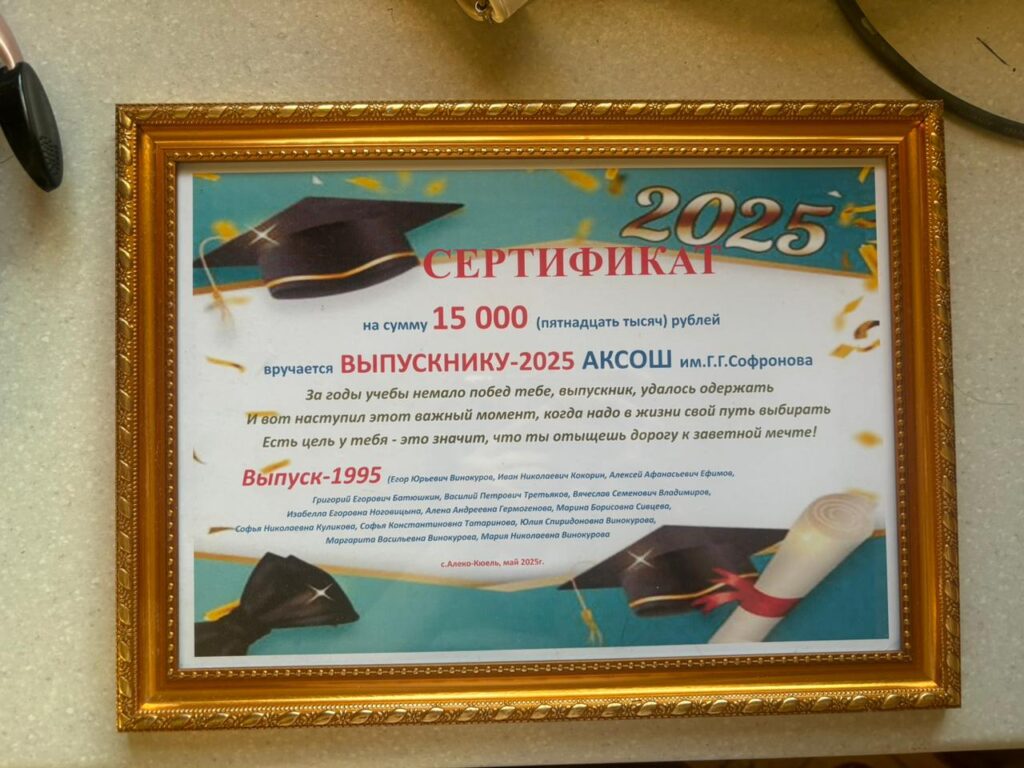 2025
СЕРТИФИКАТ
на сумму 15 000 (пятнадцать тысяч) рублей
вручается ВЫПУСКНИКУ-2025 АКСОШ им.Г.Г.Софронова
За годы учебы немало побед тебе, выпускник, удалось одержать
И вот наступил этот важный момент, когда надо в жизни свой путь выбирать
Есть цель у тебя - это значит, что ты отыщешь дорогу к заветной мечте!
Выпуск-1995 (Егор Юрьевич Винокуров, Иван Николаевич Кокорин, Алексей Афанасьевич Ефимов,
Григорий Егорович Батюшкин, Василий Петрович Третьяков, Вячеслав Семенович Владимиров,
Изабелла Егоровна Ноговицына, Алена Андреевна Гермогенова, Марина Борисовна Сивцева,
Софья Николаевна Куликова, Софья Константиновна Татаринова, Юлия Спиридоновна Винокурова,
Маргарита Васильевна Винокурова, Мария Николаевна Винокурова
с.Алеко-Кюель, май 2025г.